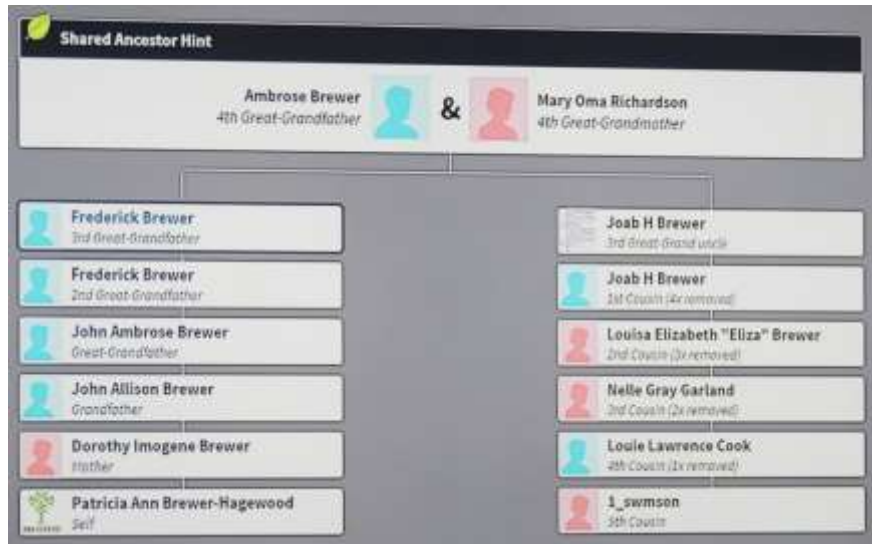 Shared Ancestor Hint
Ambrose Brewer
4th Great-Grandfather
&
Mary Oma Richardson
4th Great-Grandmother
Frederick Brewer
3rd Great-Grandfather
Frederick Brewer
2nd Great-Grandfather
John Ambrose Brewer
Great-Grandfather
John Allison Brewer
Grandfather
Dorothy Imogene Brewer
Mother
Patricia Ann Brewer-Hagewood
Self
Joab H Brewer
3rd Great-Grand uncle
Joab H Brewer
1st Cousin (4x removed)
Louisa Elizabeth "Eliza" Brewer
2nd Cousin (3x removed)
Nelle Gray Garland
3rd Cousin (2x removed)
Louie Lawrence Cook
4th Cousin (1x removed)
1_swmson
5th Cousin